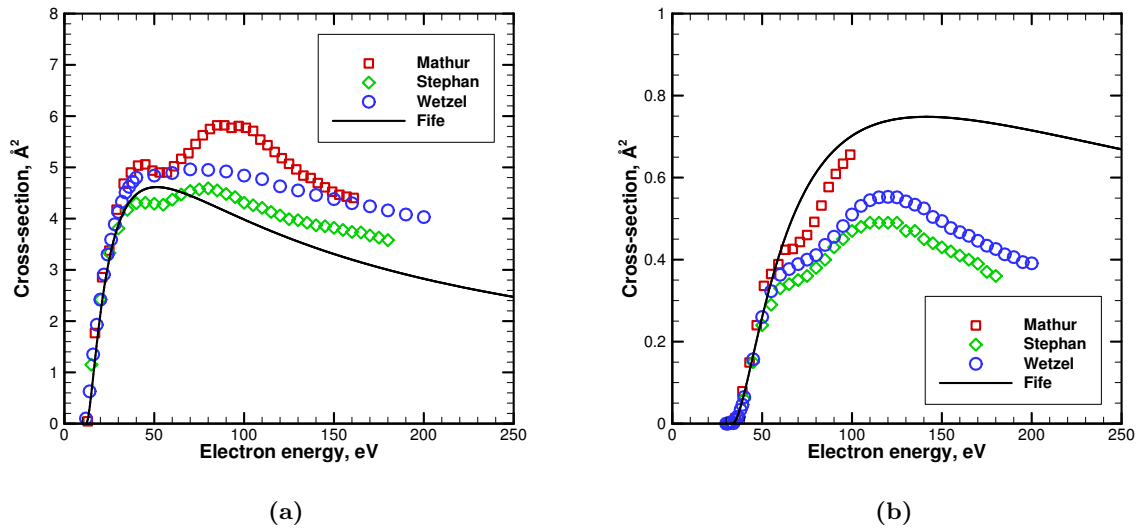 8
7
6
5
4
3
2
1
0
Cross-section, Å²
0 50 100 150 200 250
Electron energy, eV
Mathur
Stephan
Wetzel
Fife
(a)
1
0.8
0.6
0.4
0.2
0
Cross-section, Å²
0 50 100 150 200 250
Electron energy, eV
Mathur
Stephan
Wetzel
Fife
(b)